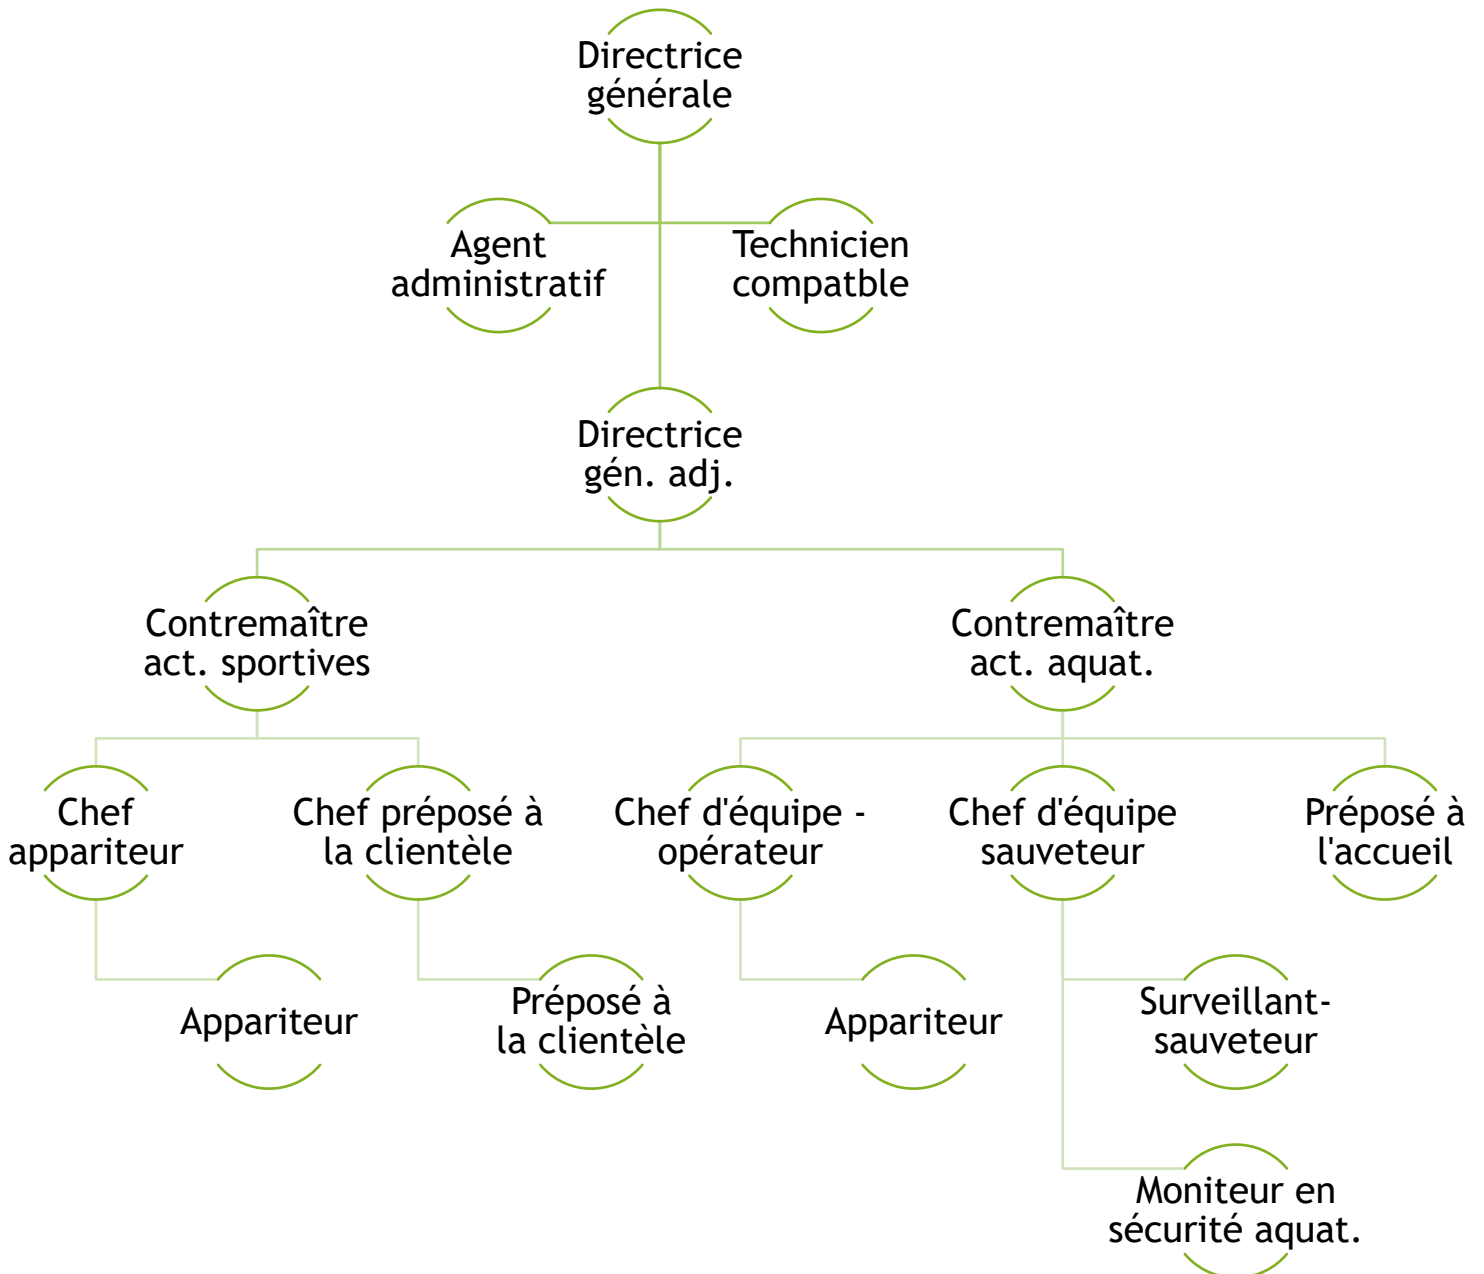 Directrice
générale
Agent
administratif
Technicien
compatble
Directrice
gén. adj.
Contremaître
act. sportives
Contremaître
act. aquat.
Chef
appariteur
Chef préposé à
la clientèle
Chef d'équipe -
opérateur
Chef d'équipe
sauveteur
Préposé à
l'accueil
Appariteur
Préposé à
la clientèle
Appariteur
Surveillant-
sauveteur
Moniteur en
sécurité aquat.